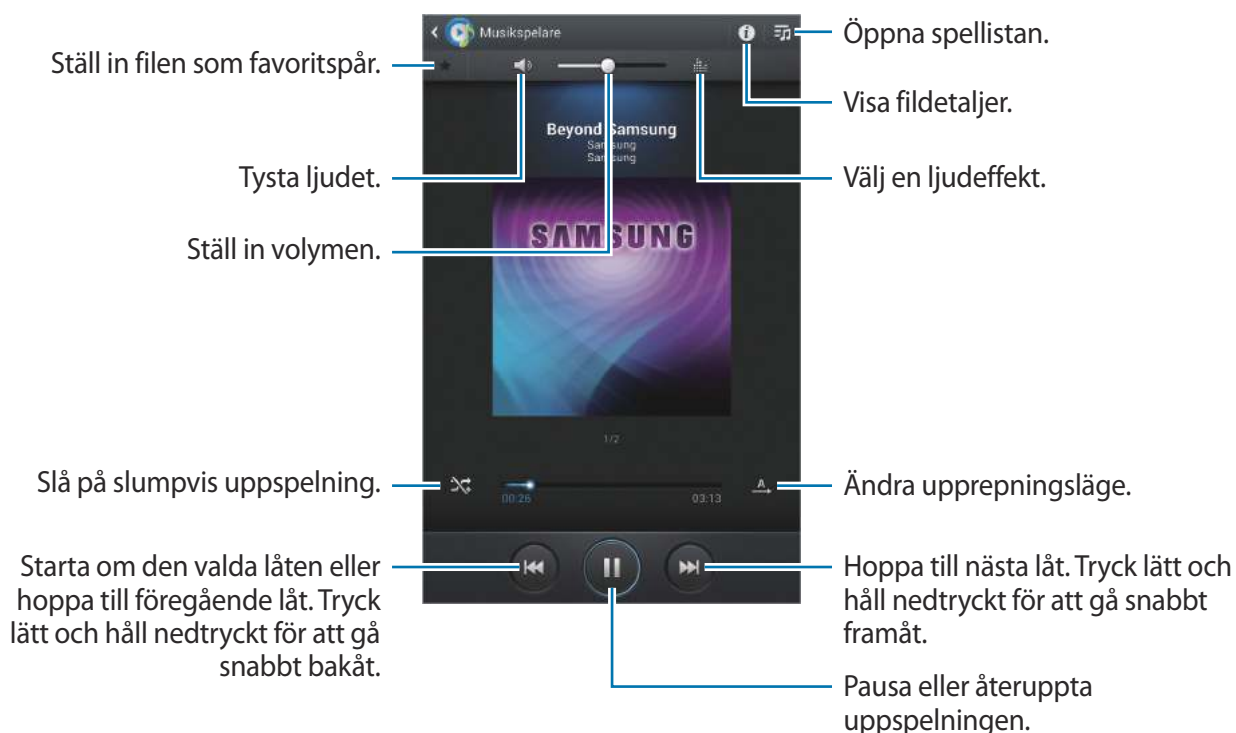 Musikspelare
Öppna spellistan.
Ställ in filen som favoritspår.
Visa fildetaljer.
Beyond Samsung
Samsung
Samsung
Tysta ljudet.
Välj en ljudeffekt.
Ställ in volymen.
SAMSUNG
1/2
Slå på slumpvis uppspelning.
00:26
03:13
A
Ändra upprepningsläge.
Starta om den valda låten eller
hoppa till föregående låt. Tryck
lätt och håll nedtryckt för att gå
snabbt bakåt.
Hoppa till nästa låt. Tryck lätt och
håll nedtryckt för att gå snabbt
framåt.
Pausa eller återuppta
uppspelningen.